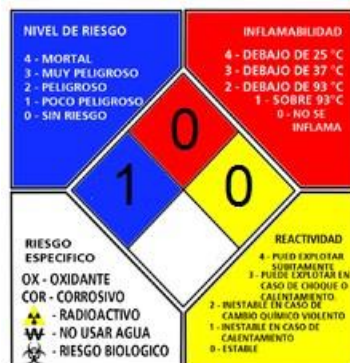 NIVEL DE RIESGO
4 - MORTAL
3 - MUY PELIGROSO
2 - PELIGROSO
1 - POCO PELIGROSO
0 - SIN RIESGO
INFLAMABILIDAD
4 - DEBAJO DE 25 °C
3 - DEBAJO DE 37 °C
2 - DEBAJO DE 93 °C
1 - SOBRE 93°C
0 - NO SE
INFLAMA
0
1
0
RIESGO
ESPECIFICO
OX - OXIDANTE
COR - CORROSIVO
- RADIOACTIVO
W - NO USAR AGUA
- RIESGO BIOLOGICO
REACTIVIDAD
4 - PUED EXPLOTAR
SÚBITAMENTE
3 - PUEDE EXPLOTAR EN
CASO DE CHOQUE O
CALENTAMIENTO.
2 - INESTABLE EN CASO DE
CAMBIO QUÍMICO VIOLENTO
1 - INESTABLE EN CASO DE
CALENTAMIENTO
0 - ESTABLE